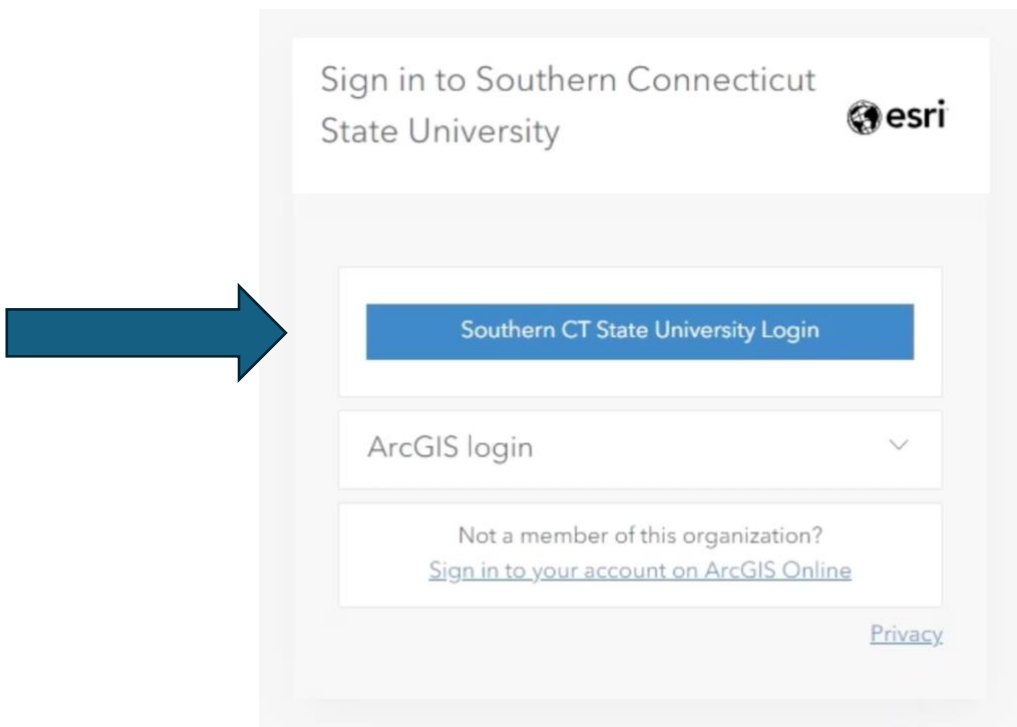 Sign in to Southern Connecticut
State University
esri
Southern CT State University Login
ArcGIS login
Not a member of this organization?
Sign in to your account on ArcGIS Online
Privacy